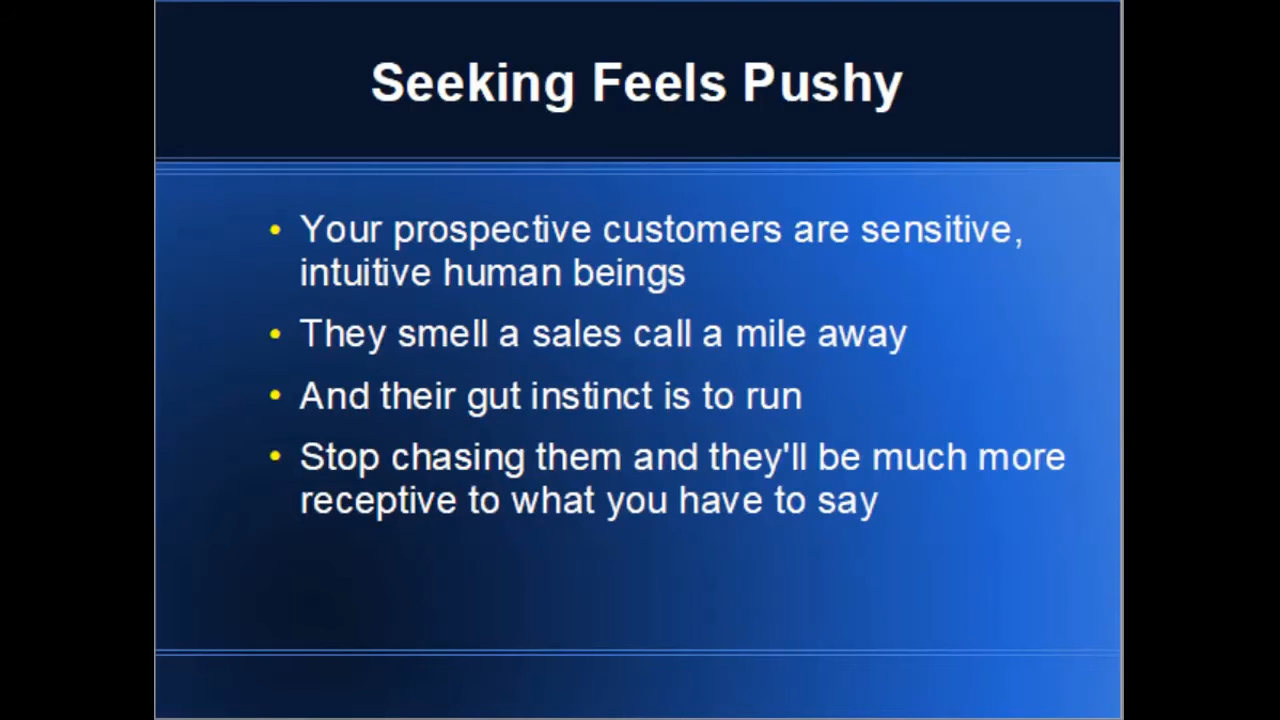 Seeking Feels Pushy
• Your prospective customers are sensitive,
intuitive human beings
• They smell a sales call a mile away
• And their gut instinct is to run
• Stop chasing them and they'll be much more
receptive to what you have to say